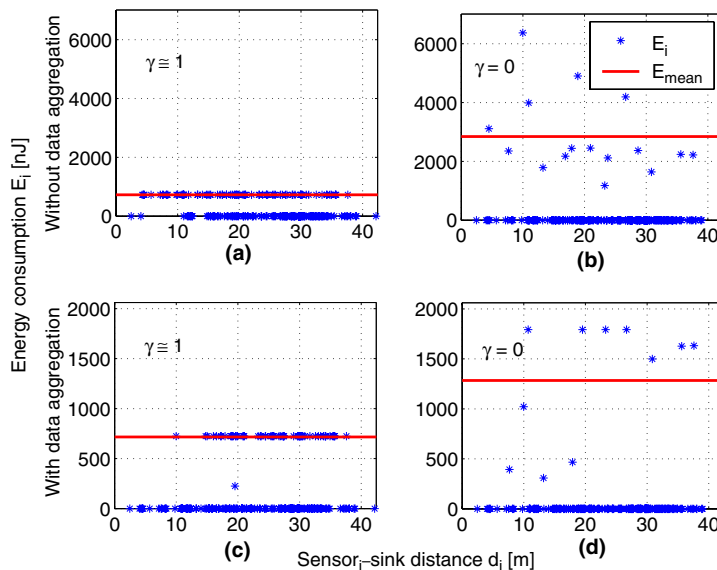 Energy consumption E_i [nJ]
Without data aggregation
6000
4000
2000
0
γ ≅ 1
0 10 20 30 40
(a)
6000
4000
2000
0
γ = 0
E_i
E_mean
0 10 20 30 40
(b)
With data aggregation
2000
1500
1000
500
0
γ ≅ 1
0 10 20 30 40
(c)
2000
1500
1000
500
0
γ = 0
0 10 20 30 40
(d)
Sensor_i–sink distance d_i [m]